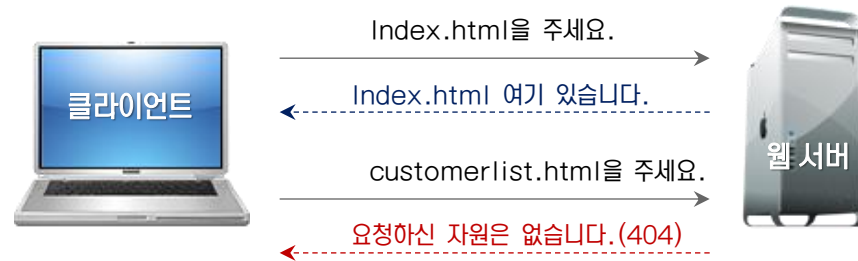 Index.html을 주세요.
클라이언트
Index.html 여기 있습니다.
웹 서버
customerlist.html을 주세요.
요청하신 자원은 없습니다.(404)